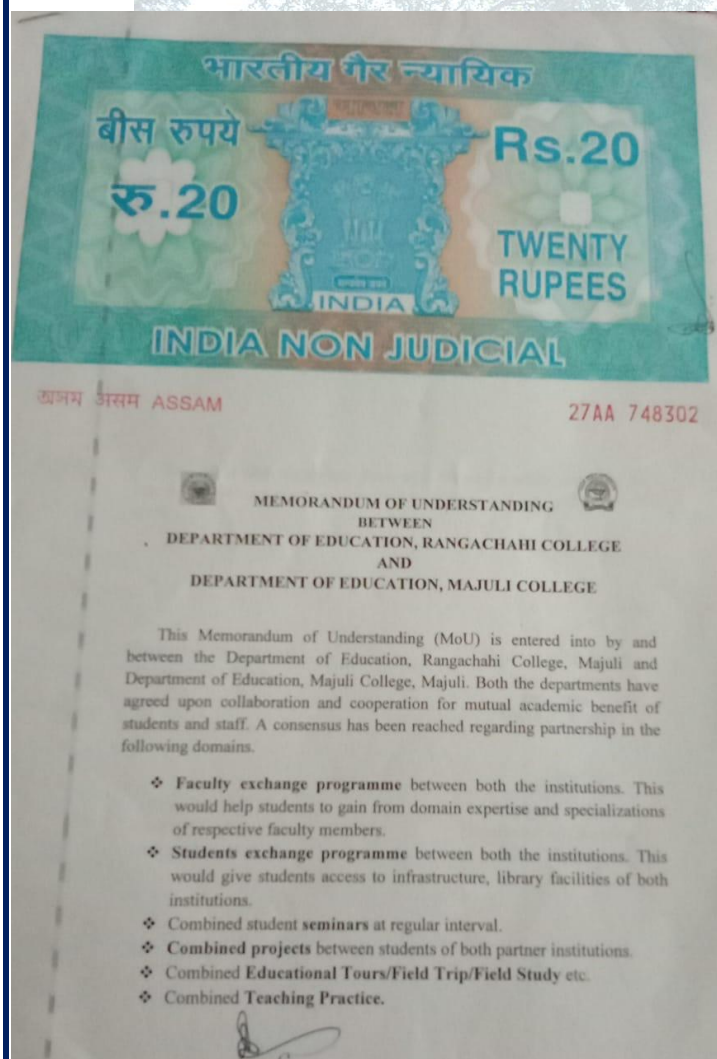 भारतीय गैर न्यायिक
बीस रुपये
रु.20
Rs.20
TWENTY
RUPEES
INDIA
INDIA NON JUDICIAL
অসম असम ASSAM
27AA 748302
MEMORANDUM OF UNDERSTANDING
BETWEEN
DEPARTMENT OF EDUCATION, RANGACHAHI COLLEGE
AND
DEPARTMENT OF EDUCATION, MAJULI COLLEGE
This Memorandum of Understanding (MoU) is entered into by and
between the Department of Education, Rangachahi College, Majuli and
Department of Education, Majuli College, Majuli. Both the departments have
agreed upon collaboration and cooperation for mutual academic benefit of
students and staff. A consensus has been reached regarding partnership in the
following domains.
❖ Faculty exchange programme between both the institutions. This
would help students to gain from domain expertise and specializations
of respective faculty members.
❖ Students exchange programme between both the institutions. This
would give students access to infrastructure, library facilities of both
institutions.
❖ Combined student seminars at regular interval.
❖ Combined projects between students of both partner institutions.
❖ Combined Educational Tours/Field Trip/Field Study etc.
❖ Combined Teaching Practice.